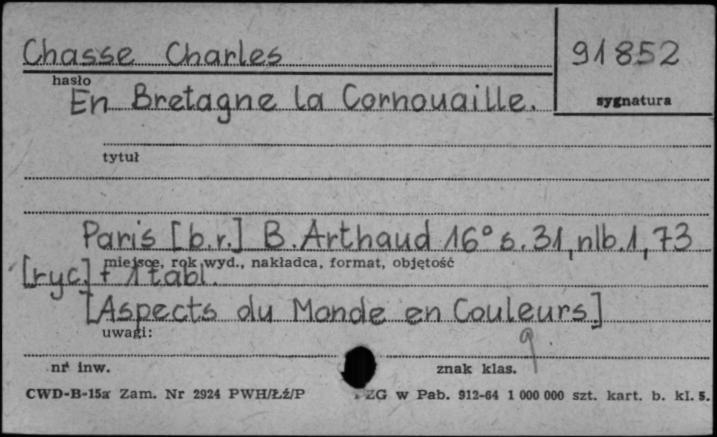 Chasse Charles
91852
hasło
sygnatura
En Bretagne la Cornouaille.
tytuł
Paris [b.r.] B. Arthaud 16° s. 31, nlb. 1, 73
miejsce, rok wyd., nakładca, format, objętość
[ryc] + 1 tabl.
[Aspects du Monde en Couleurs]
uwagi:
9
nr inw.
znak klas.
CWD-B-15a Zam. Nr 2924 PWH/Łź/P
ZG w Pab. 912-64 1 000 000 szt. kart. b. kl. 5.